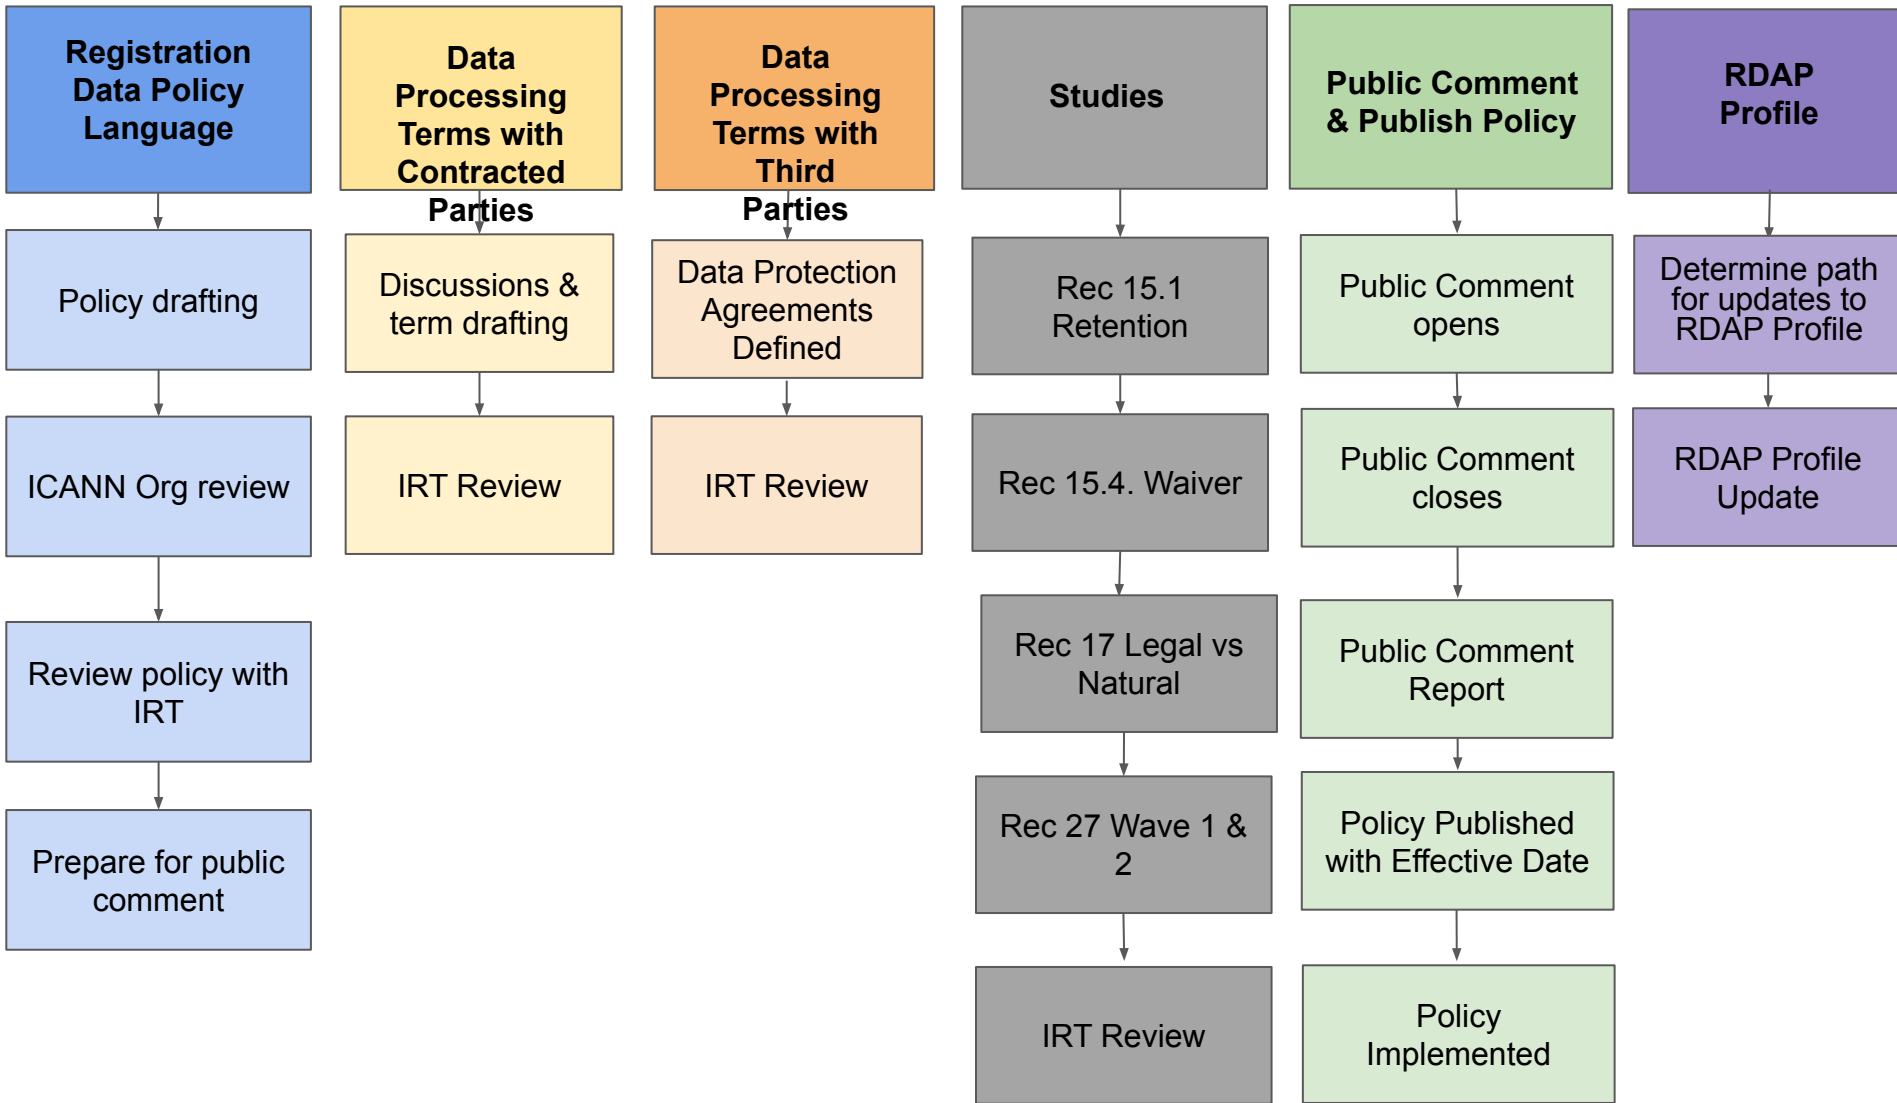 Registration
Data Policy
Language
Policy drafting
ICANN Org review
Review policy with
IRT
Prepare for public
comment
Data
Processing
Terms with
Contracted
Parties
Discussions &
term drafting
IRT Review
Data
Processing
Terms with
Third
Parties
Data Protection
Agreements
Defined
IRT Review
Studies
Rec 15.1
Retention
Rec 15.4. Waiver
Rec 17 Legal vs
Natural
Rec 27 Wave 1 &
2
IRT Review
Public Comment
& Publish Policy
Public Comment
opens
Public Comment
closes
Public Comment
Report
Policy Published
with Effective Date
Policy
Implemented
RDAP
Profile
Determine path
for updates to
RDAP Profile
RDAP Profile
Update